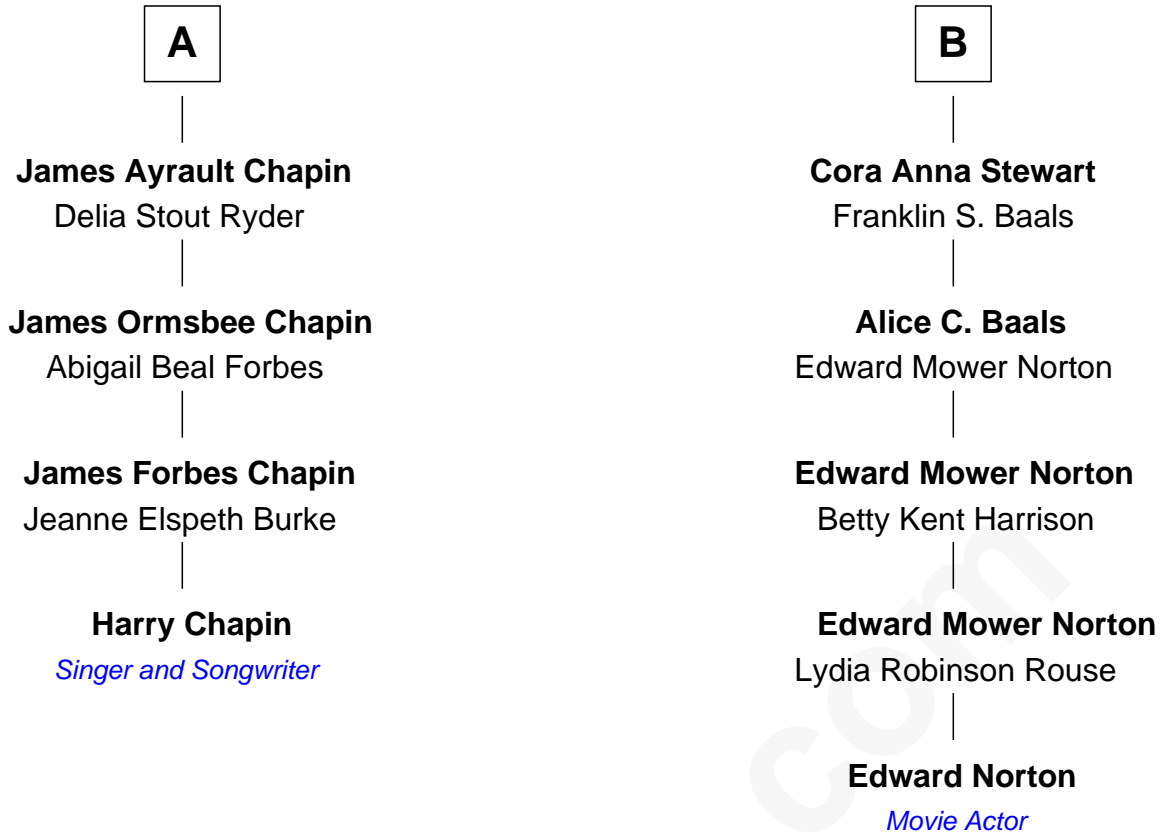 A
James Ayrault Chapin
Delia Stout Ryder
James Ormsbee Chapin
Abigail Beal Forbes
James Forbes Chapin
Jeanne Elspeth Burke
Harry Chapin
Singer and Songwriter
B
Cora Anna Stewart
Franklin S. Baals
Alice C. Baals
Edward Mower Norton
Edward Mower Norton
Betty Kent Harrison
Edward Mower Norton
Lydia Robinson Rouse
Edward Norton
Movie Actor
com